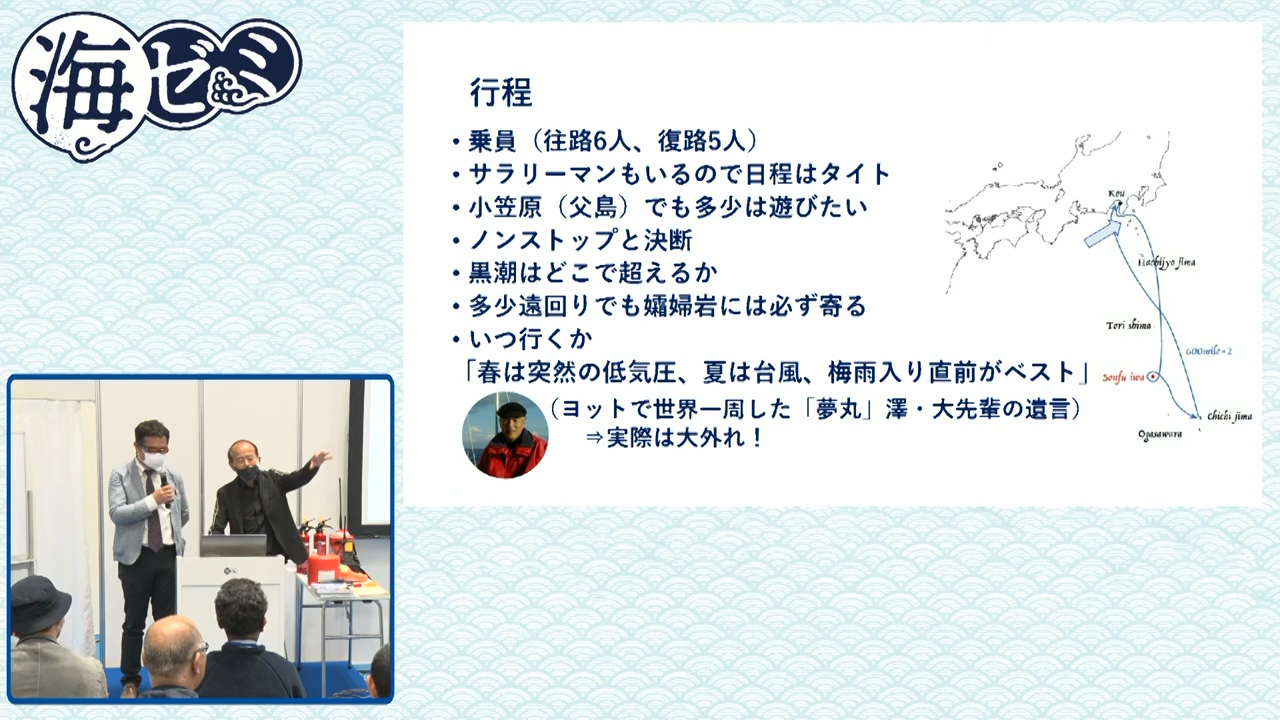 海ゼミ
行程
・乗員（往路6人、復路5人）
・サラリーマンもいるので日程はタイト
・小笠原（父島）でも多少は遊びたい
・ノンストップと決断
・黒潮はどこで超えるか
・多少遠回りでも孀婦岩には必ず寄る
・いつ行くか
「春は突然の低気圧、夏は台風、梅雨入り直前がベスト」
（ヨットで世界一周した「夢丸」澤・大先輩の遺言）
⇒実際は大外れ！
Kou
Hachijyo jima
Tori shima
600mile×2
Soufu iwa
Chichi jima
Ogasawara